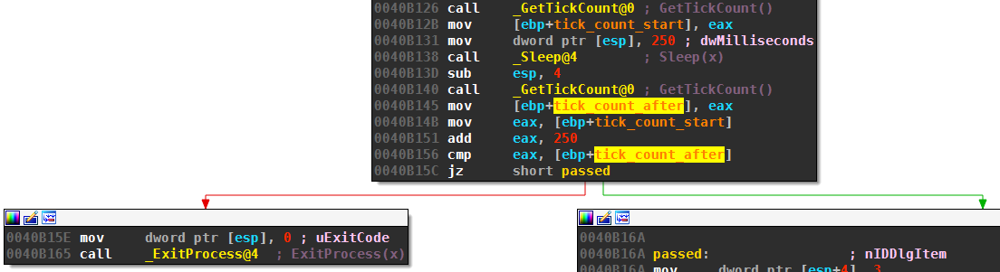 0040B126 call _GetTickCount@0 ; GetTickCount()
0040B12B mov [ebp+tick_count_start], eax
0040B131 mov dword ptr [esp], 250 ; dwMilliseconds
0040B138 call _Sleep@4 ; Sleep(x)
0040B13D sub esp, 4
0040B140 call _GetTickCount@0 ; GetTickCount()
0040B145 mov [ebp+tick_count_after], eax
0040B14B mov eax, [ebp+tick_count_start]
0040B151 add eax, 250
0040B156 cmp eax, [ebp+tick_count_after]
0040B15C jz short passed
0040B15E mov dword ptr [esp], 0 ; uExitCode
0040B165 call _ExitProcess@4 ; ExitProcess(x)
0040B16A
0040B16A passed: ; nIDDlgItem
0040B16A mov dword ptr [esp+4], 3